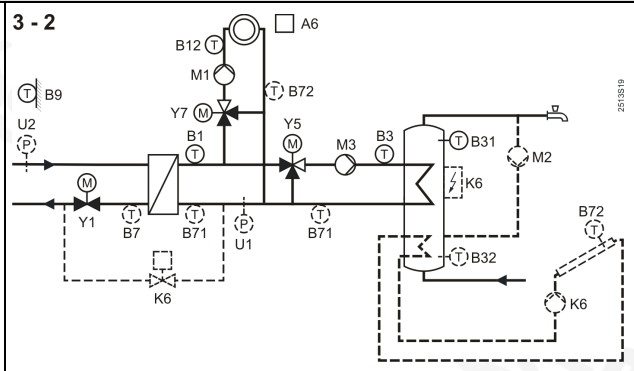 3 - 2
A6
B12 T
M1
T B72
T B9
U2
P
Y7 M
B1
T
Y5
M
M3
B3
T
T B31
M2
K6
M
Y1
T
B7
T
B71
P
U1
T
B71
T B32
B72
T
K6
K6
2513S19